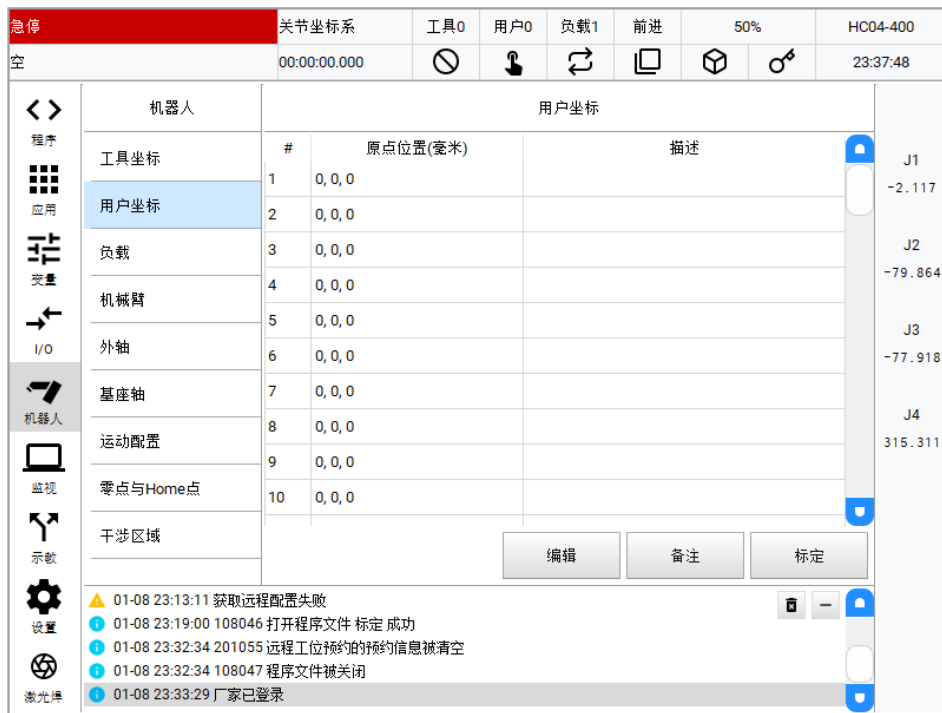 急停 关节坐标系 工具0 用户0 负载1 前进 50% HC04-400
空 00:00:00.000 23:37:48
程序
应用
变量
I/O
机器人
监视
示教
设置
激光焊
机器人
工具坐标
用户坐标
负载
机械臂
外轴
基座轴
运动配置
零点与Home点
干涉区域
用户坐标
# 原点位置(毫米) 描述
1 0, 0, 0
2 0, 0, 0
3 0, 0, 0
4 0, 0, 0
5 0, 0, 0
6 0, 0, 0
7 0, 0, 0
8 0, 0, 0
9 0, 0, 0
10 0, 0, 0
编辑 备注 标定
01-08 23:13:11 获取远程配置失败
01-08 23:19:00 108046 打开程序文件 标定 成功
01-08 23:32:34 201055 远程工位预约的预约信息被清空
01-08 23:32:34 108047 程序文件被关闭
01-08 23:33:29 厂家已登录
J1
-2.117
J2
-79.864
J3
-77.918
J4
315.311